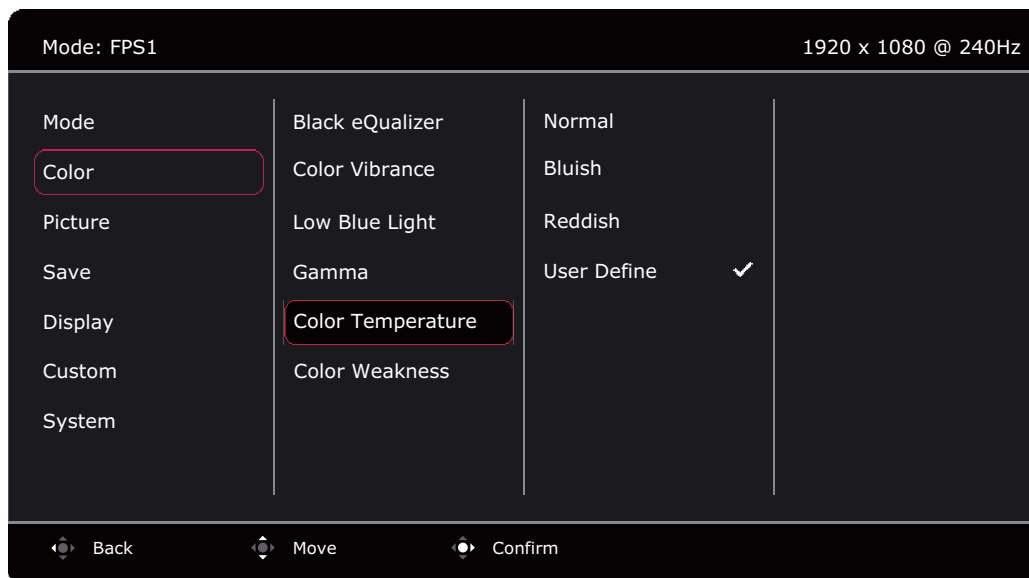 Mode: FPS1
1920 x 1080 @ 240Hz
Mode
Color
Picture
Save
Display
Custom
System
Black eQualizer
Color Vibrance
Low Blue Light
Gamma
Color Temperature
Color Weakness
Normal
Bluish
Reddish
User Define
Back
Move
Confirm